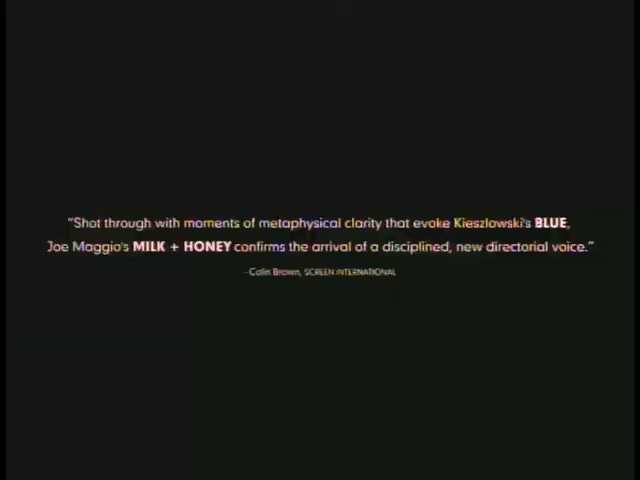 "Shot through with moments of metaphysical clarity that evoke Kieszlowski's BLUE,
Joe Maggio's MILK + HONEY confirms the arrival of a disciplined, new directorial voice."
- Colin Brown, SCREEN INTERNATIONAL